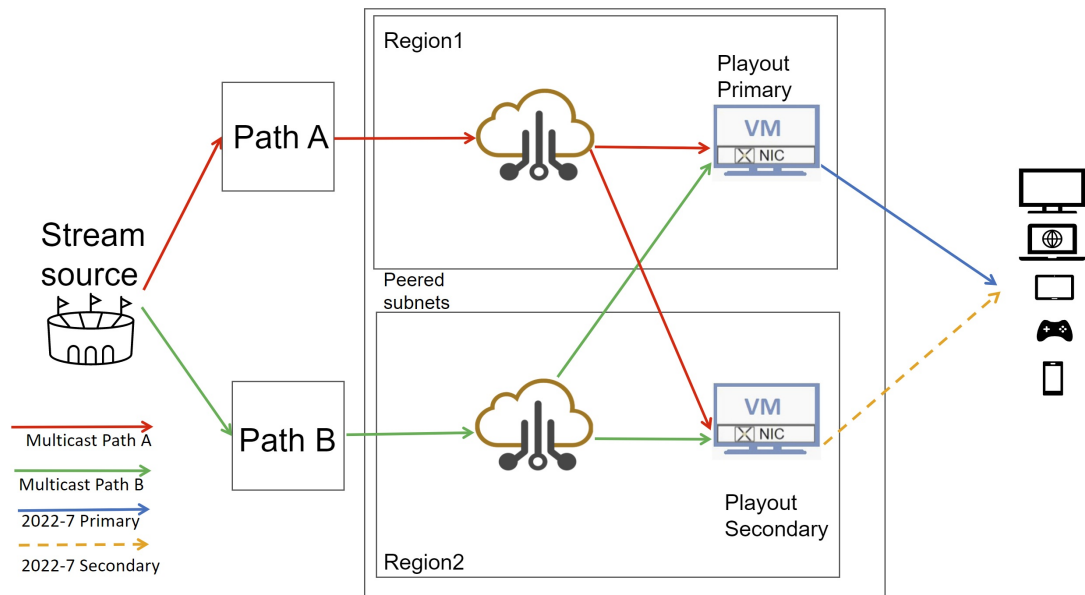 Region1
Playout
Primary
VM
NIC
Path A
Stream
source
Peered
subnets
Path B
VM
NIC
Playout
Secondary
Region2
Multicast Path A
Multicast Path B
2022-7 Primary
2022-7 Secondary